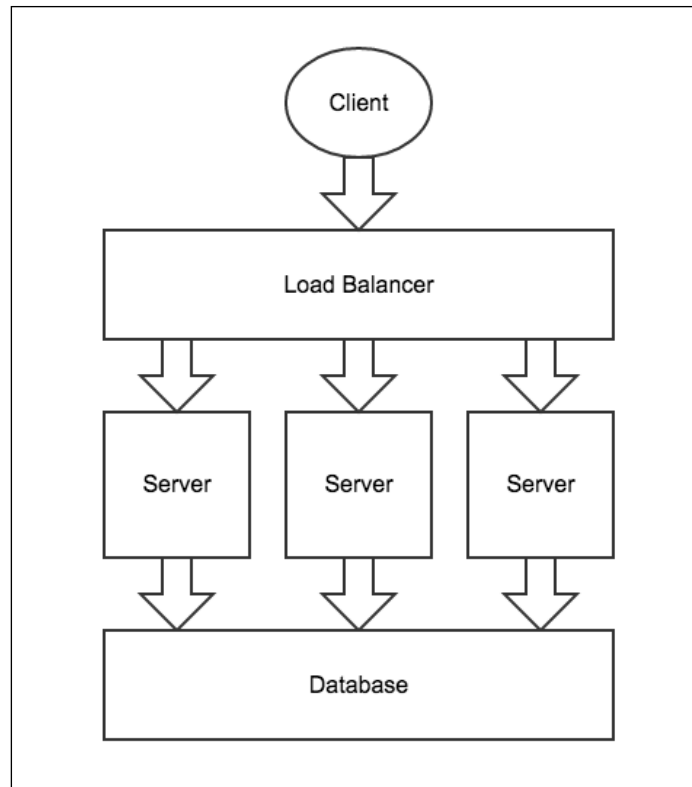 Client
Load Balancer
Server
Server
Server
Database